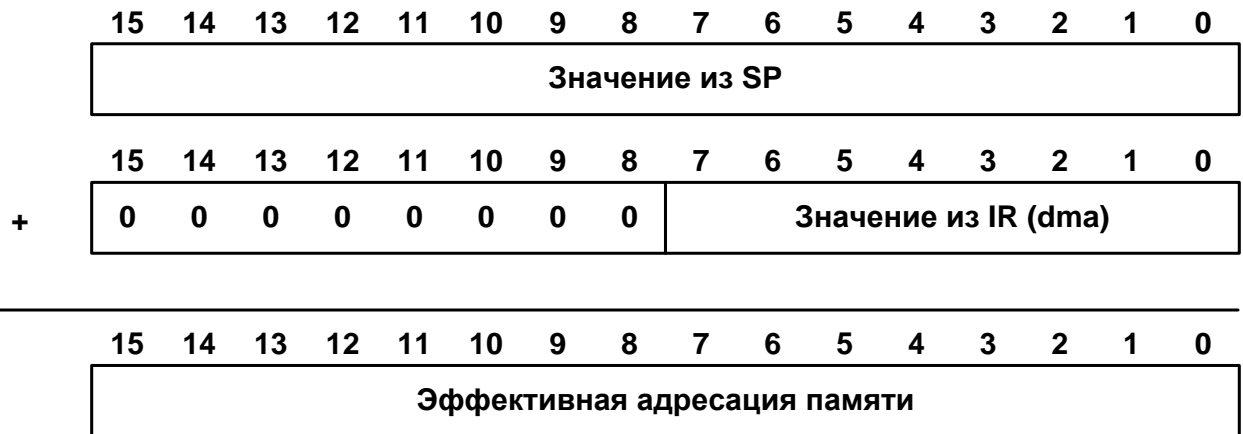 15 14 13 12 11 10 9 8 7 6 5 4 3 2 1 0
Значение из SP
15 14 13 12 11 10 9 8 7 6 5 4 3 2 1 0
+ 0 0 0 0 0 0 0 0 Значение из IR (dma)
15 14 13 12 11 10 9 8 7 6 5 4 3 2 1 0
Эффективная адресация памяти